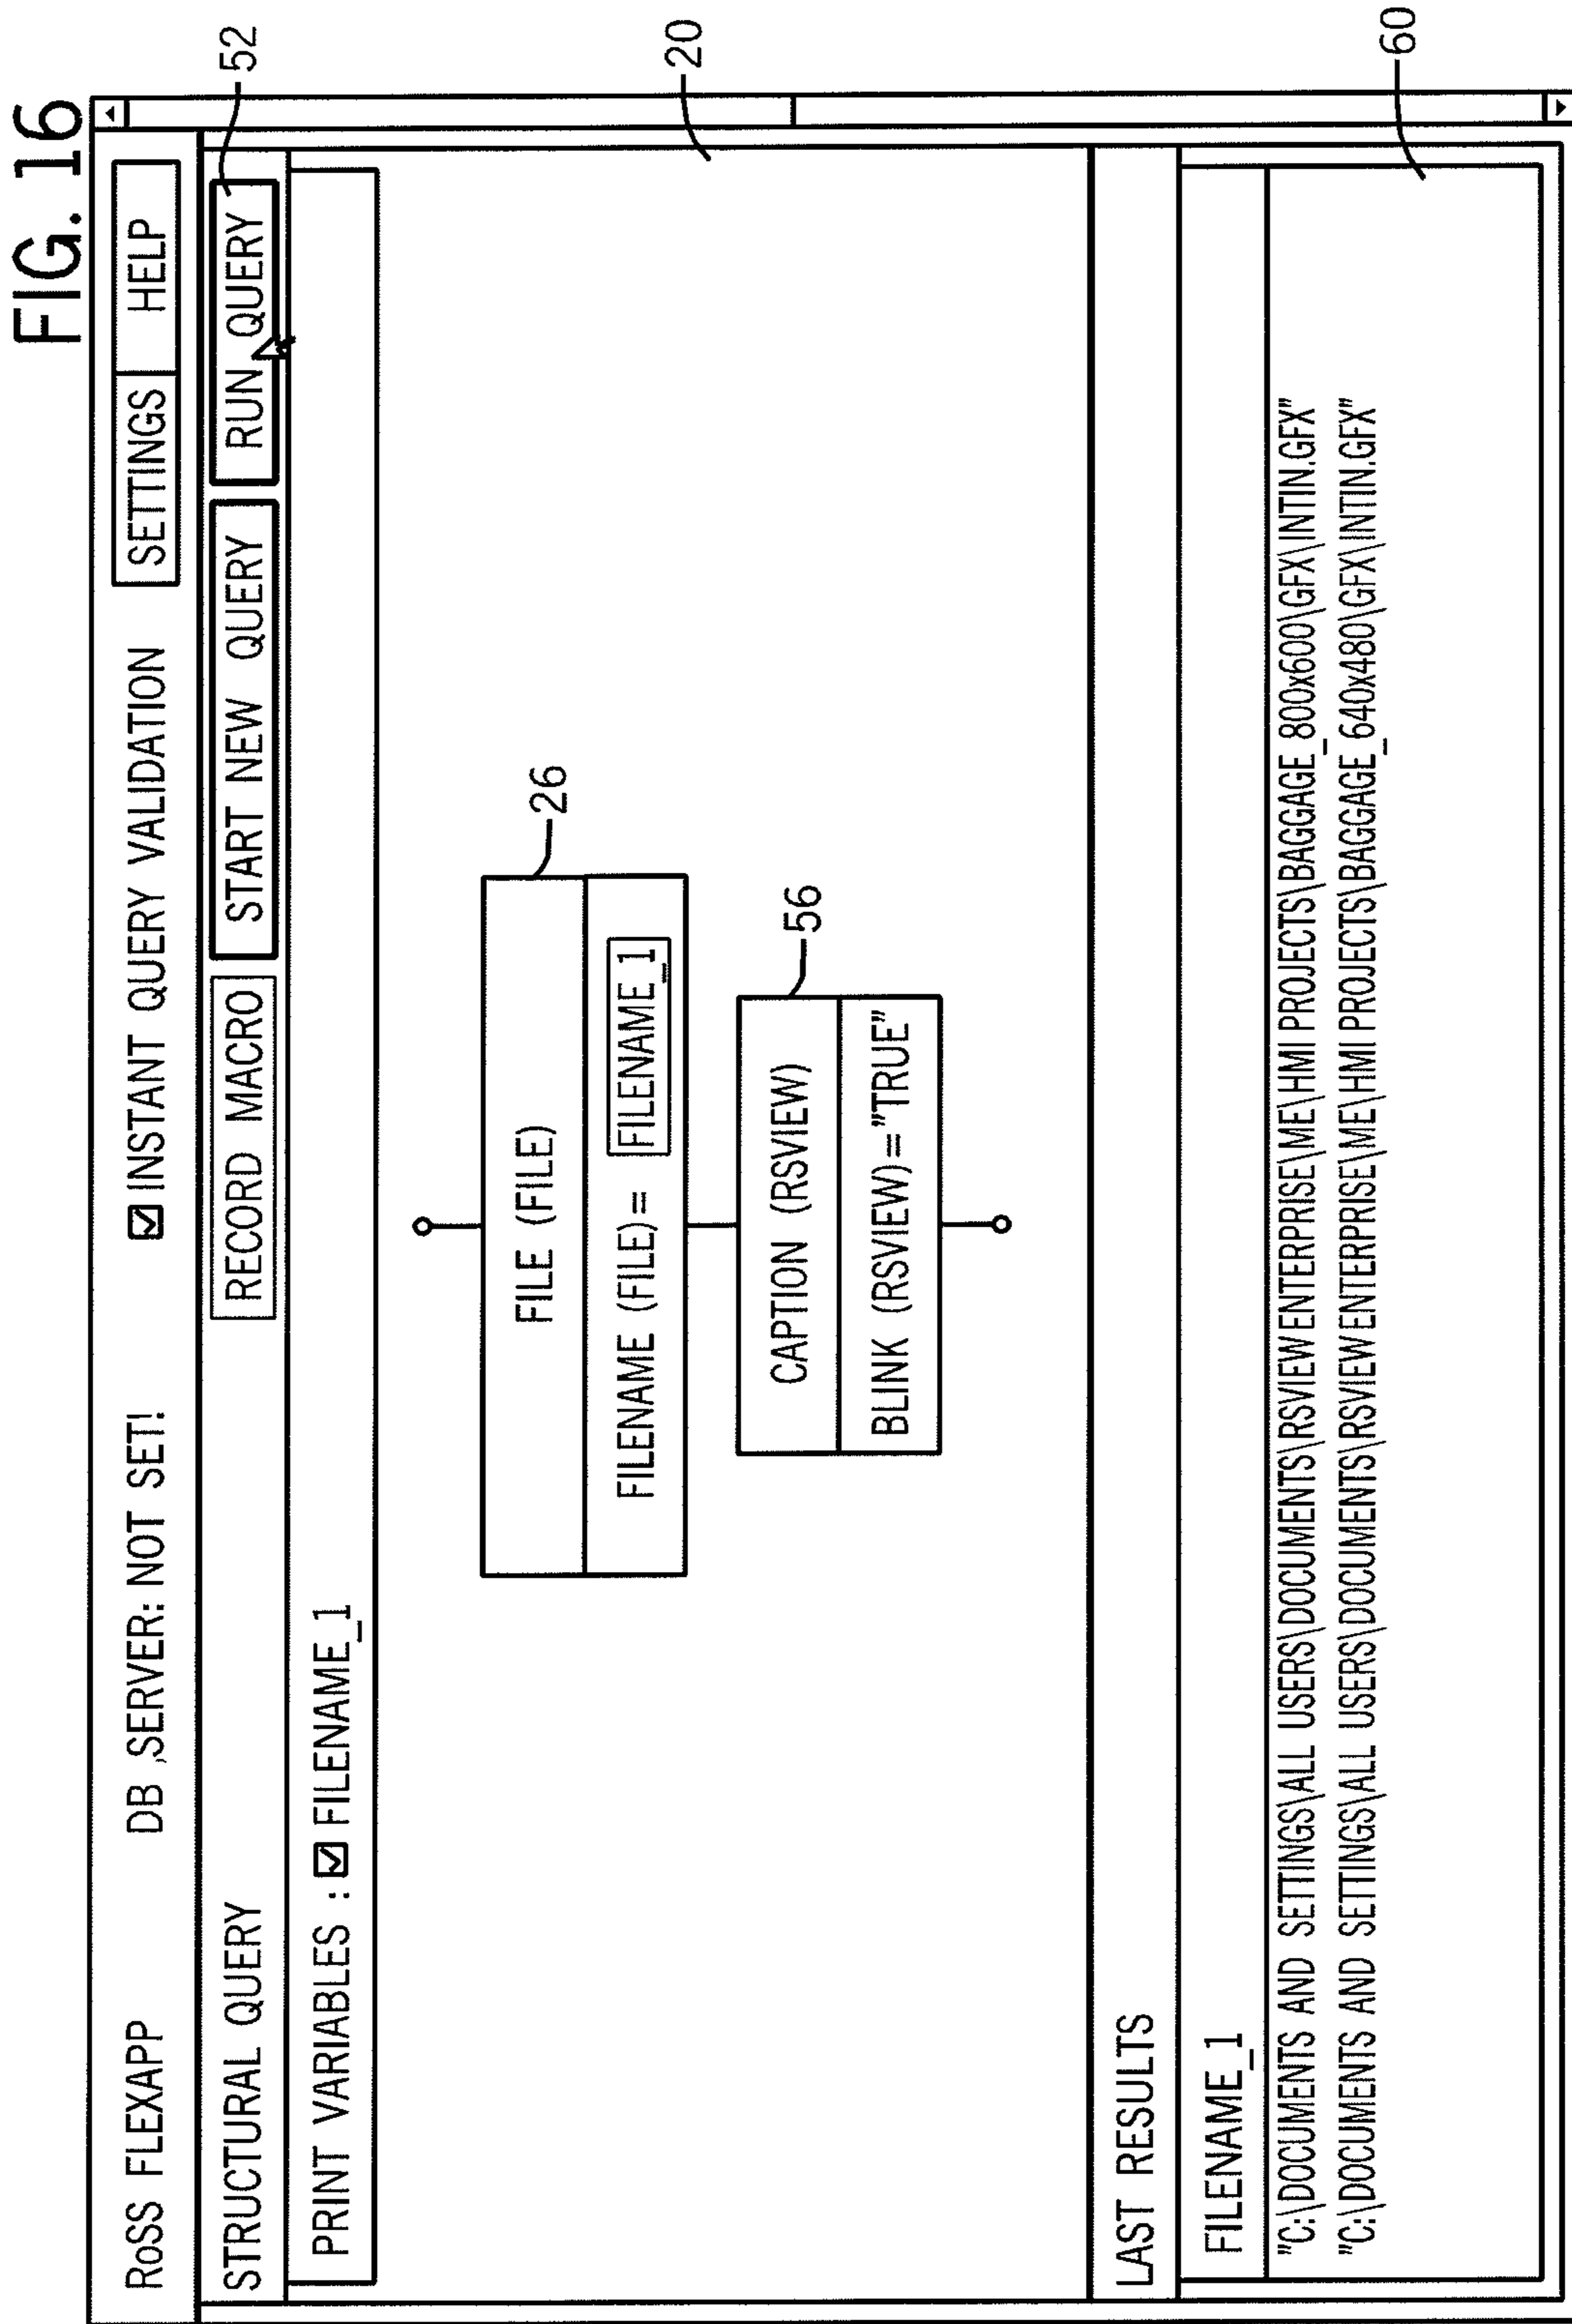 FIG. 16
RoSS FLEXAPP DB ,SERVER: NOT SET! ☑ INSTANT QUERY VALIDATION SETTINGS HELP
STRUCTURAL QUERY RECORD MACRO START NEW QUERY RUN QUERY 52
PRINT VARIABLES : ☑ FILENAME_1
FILE (FILE) 26
FILENAME (FILE)= FILENAME_1
20
CAPTION (RSVIEW) 56
BLINK (RSVIEW)="TRUE"
LAST RESULTS
FILENAME_1
"C:\DOCUMENTS AND SETTINGS\ALL USERS\DOCUMENTS\RSVIEW ENTERPRISE\ME\HMI PROJECTS\BAGGAGE_800x600\GFX\INTIN.GFX"
"C:\DOCUMENTS AND SETTINGS\ALL USERS\DOCUMENTS\RSVIEW ENTERPRISE\ME\HMI PROJECTS\BAGGAGE_640x480\GFX\INTIN.GFX"
60